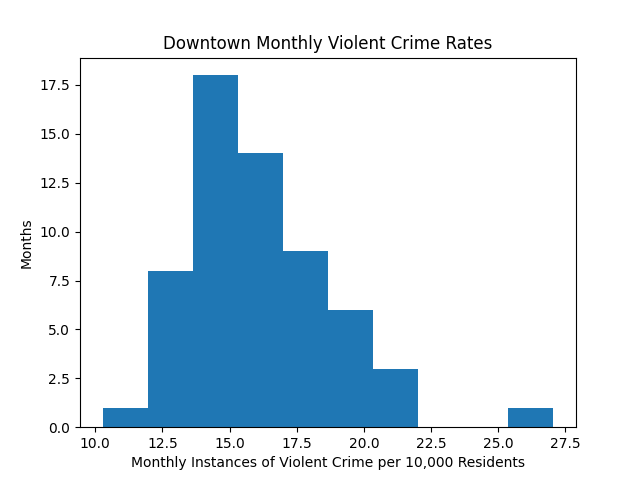 Downtown Monthly Violent Crime Rates
17.5
15.0
12.5
10.0
7.5
5.0
2.5
0.0
Months
10.0 12.5 15.0 17.5 20.0 22.5 25.0 27.5
Monthly Instances of Violent Crime per 10,000 Residents